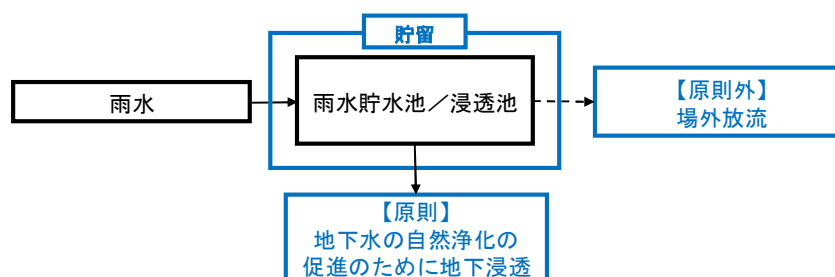 貯留
雨水
雨水貯水池／浸透池
【原則外】
場外放流
【原則】
地下水の自然浄化の
促進のために地下浸透